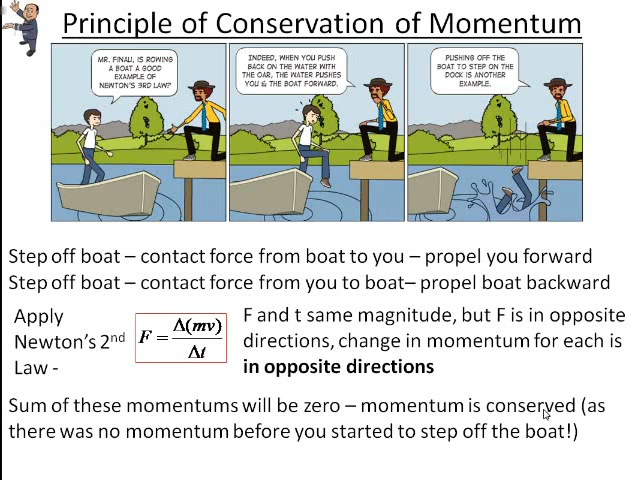 Principle of Conservation of Momentum
MR. FINAU, IS ROWING
A BOAT A GOOD
EXAMPLE OF
NEWTON'S 3RD LAW?
INDEED, WHEN YOU PUSH
BACK ON THE WATER WITH
THE OAR, THE WATER PUSHES
YOU & THE BOAT FORWARD.
PUSHING OFF THE
BOAT TO STEP ON THE
DOCK IS ANOTHER
EXAMPLE.
Step off boat – contact force from boat to you – propel you forward
Step off boat – contact force from you to boat– propel boat backward
Apply
Newton's 2nd
Law -
F = Δ(mv)
Δt
F and t same magnitude, but F is in opposite
directions, change in momentum for each is
in opposite directions
Sum of these momentums will be zero – momentum is conserved (as
there was no momentum before you started to step off the boat!)